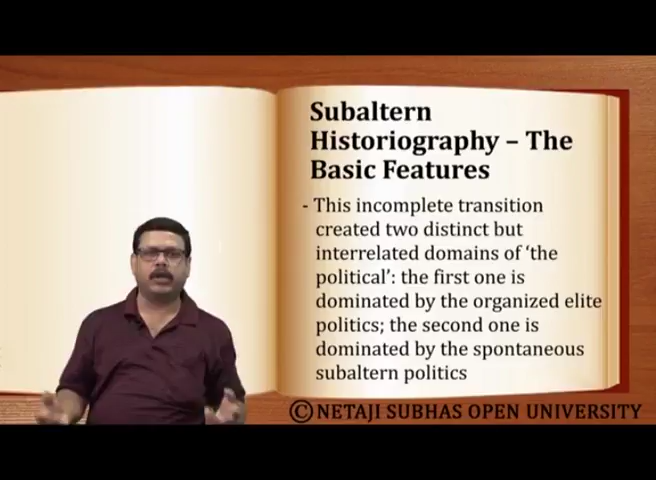 Subaltern
Historiography – The
Basic Features
- This incomplete transition
created two distinct but
interrelated domains of ‘the
political’: the first one is
dominated by the organized elite
politics; the second one is
dominated by the spontaneous
subaltern politics
© NETAJI SUBHAS OPEN UNIVERSITY